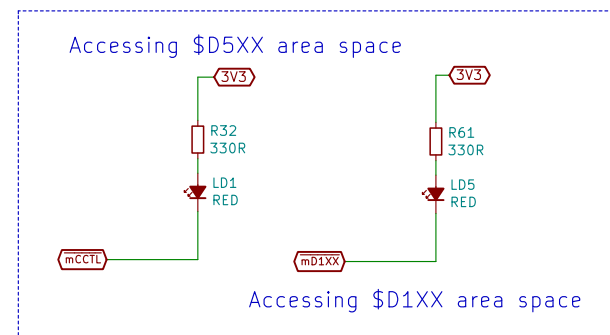 Accessing $D5XX area space
3V3
3V3
R32
330R
R61
330R
LD1
RED
LD5
RED
mCCTL
mD1XX
Accessing $D1XX area space